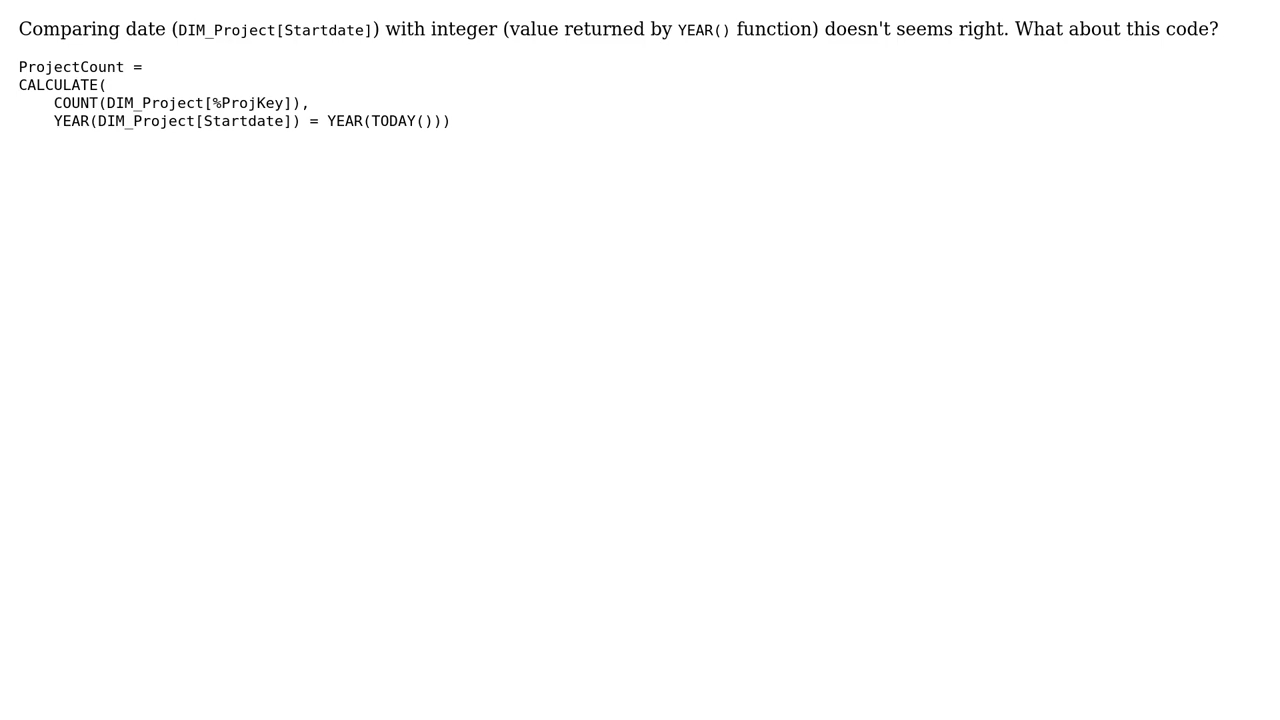 Comparing date (DIM_Project[Startdate]) with integer (value returned by YEAR() function) doesn't seems right. What about this code?
ProjectCount =
CALCULATE(
    COUNT(DIM_Project[%ProjKey]),
    YEAR(DIM_Project[Startdate]) = YEAR(TODAY()))